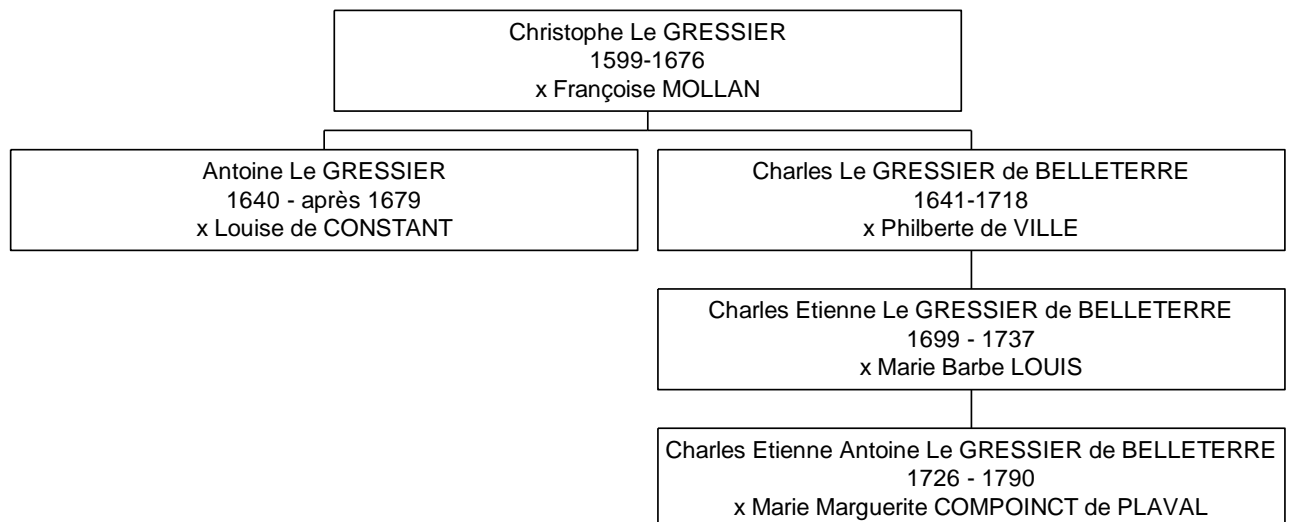 Christophe Le GRESSIER
1599-1676
x Françoise MOLLAN
Antoine Le GRESSIER
1640 - après 1679
x Louise de CONSTANT
Charles Le GRESSIER de BELLETERRE
1641-1718
x Philberte de VILLE
Charles Etienne Le GRESSIER de BELLETERRE
1699 - 1737
x Marie Barbe LOUIS
Charles Etienne Antoine Le GRESSIER de BELLETERRE
1726 - 1790
x Marie Marguerite COMPOINCT de PLAVAL